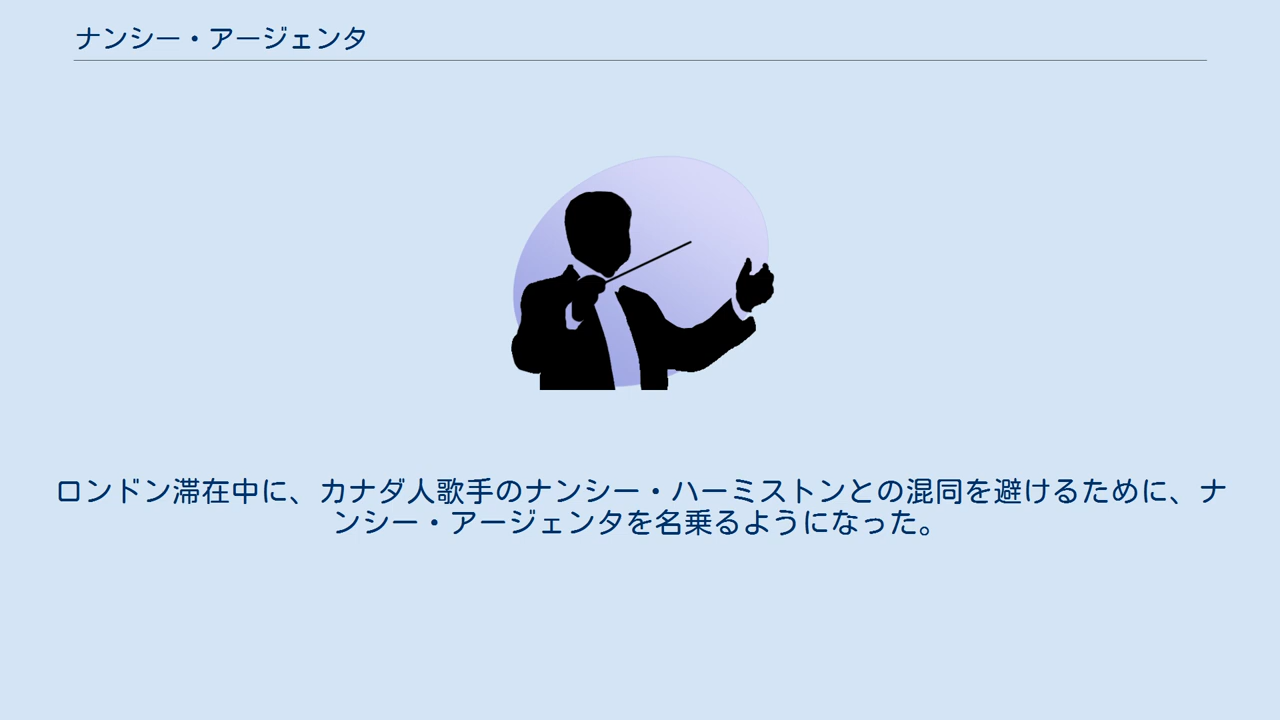 ナンシー・アージェンタ
ロンドン滞在中に、カナダ人歌手のナンシー・ハーミストンとの混同を避けるために、ナ
ンシー・アージェンタを名乗るようになった。